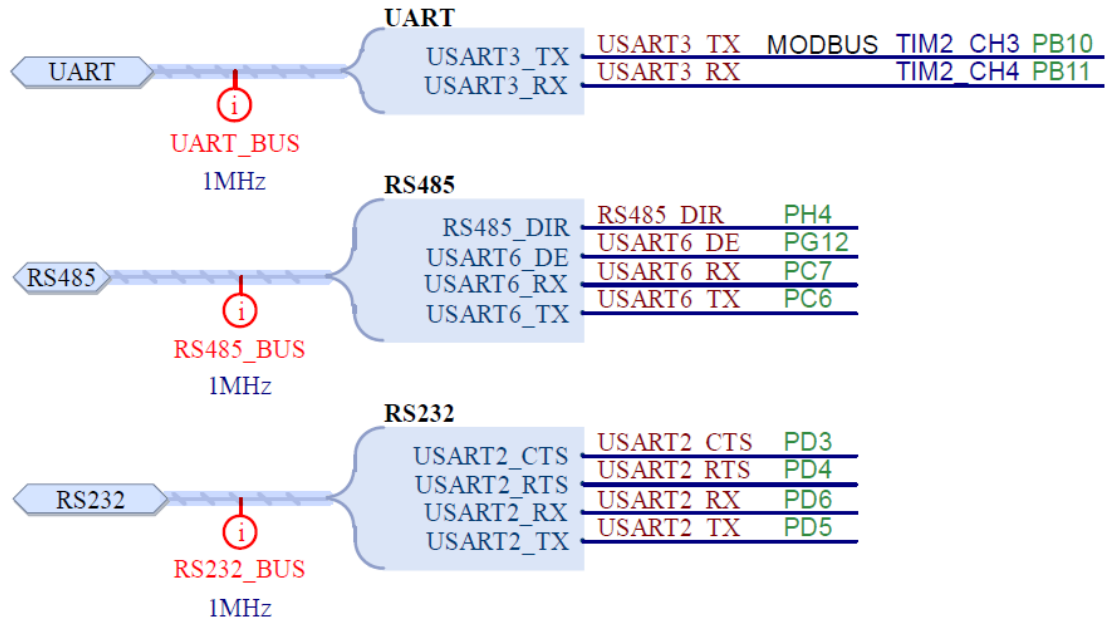 UART
USART3_TX USART3_TX MODBUS TIM2_CH3 PB10
UART USART3_RX USART3_RX TIM2_CH4 PB11
i
UART_BUS
1MHz
RS485
RS485_DIR RS485_DIR PH4
USART6_DE USART6_DE PG12
RS485 USART6_RX USART6_RX PC7
USART6_TX USART6_TX PC6
i
RS485_BUS
1MHz
RS232
USART2_CTS USART2_CTS PD3
USART2_RTS USART2_RTS PD4
RS232 USART2_RX USART2_RX PD6
USART2_TX USART2_TX PD5
i
RS232_BUS
1MHz